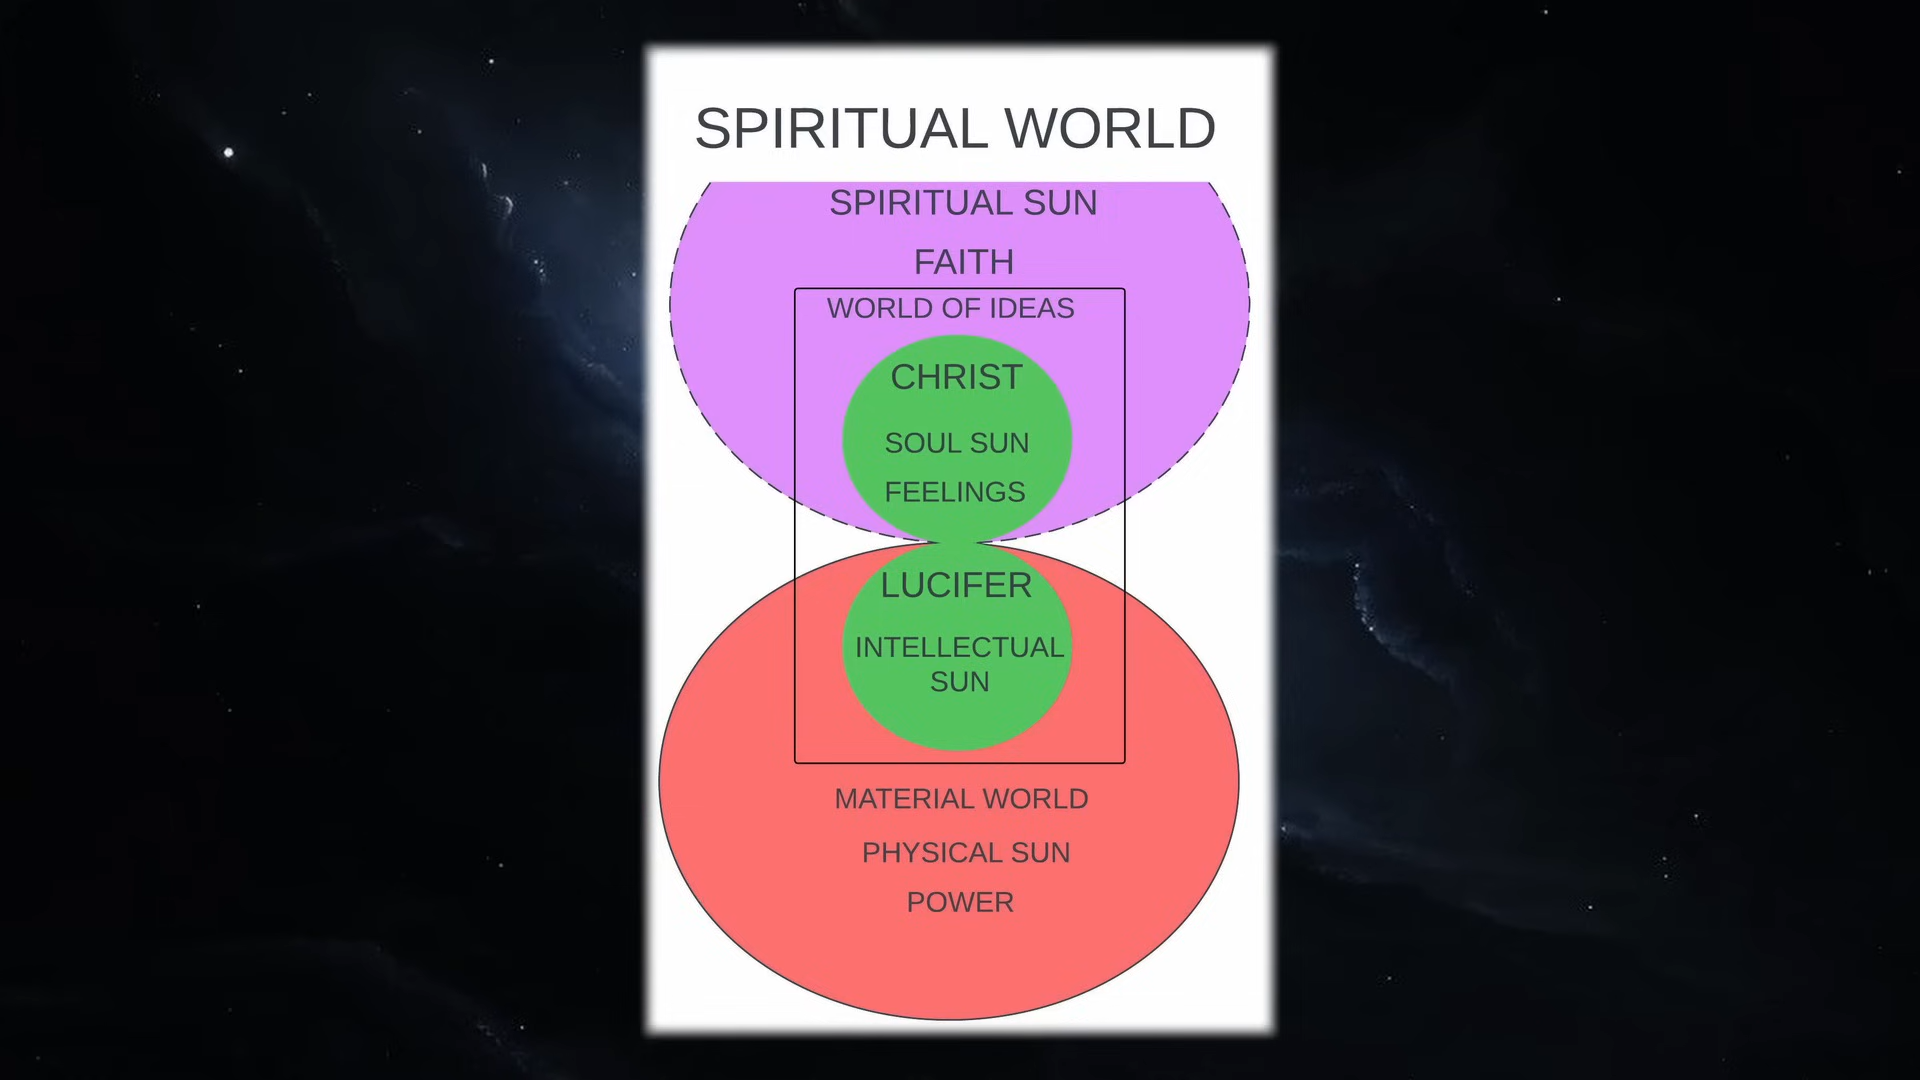 SPIRITUAL WORLD
SPIRITUAL SUN
FAITH
WORLD OF IDEAS
CHRIST
SOUL SUN
FEELINGS
LUCIFER
INTELLECTUAL
SUN
MATERIAL WORLD
PHYSICAL SUN
POWER